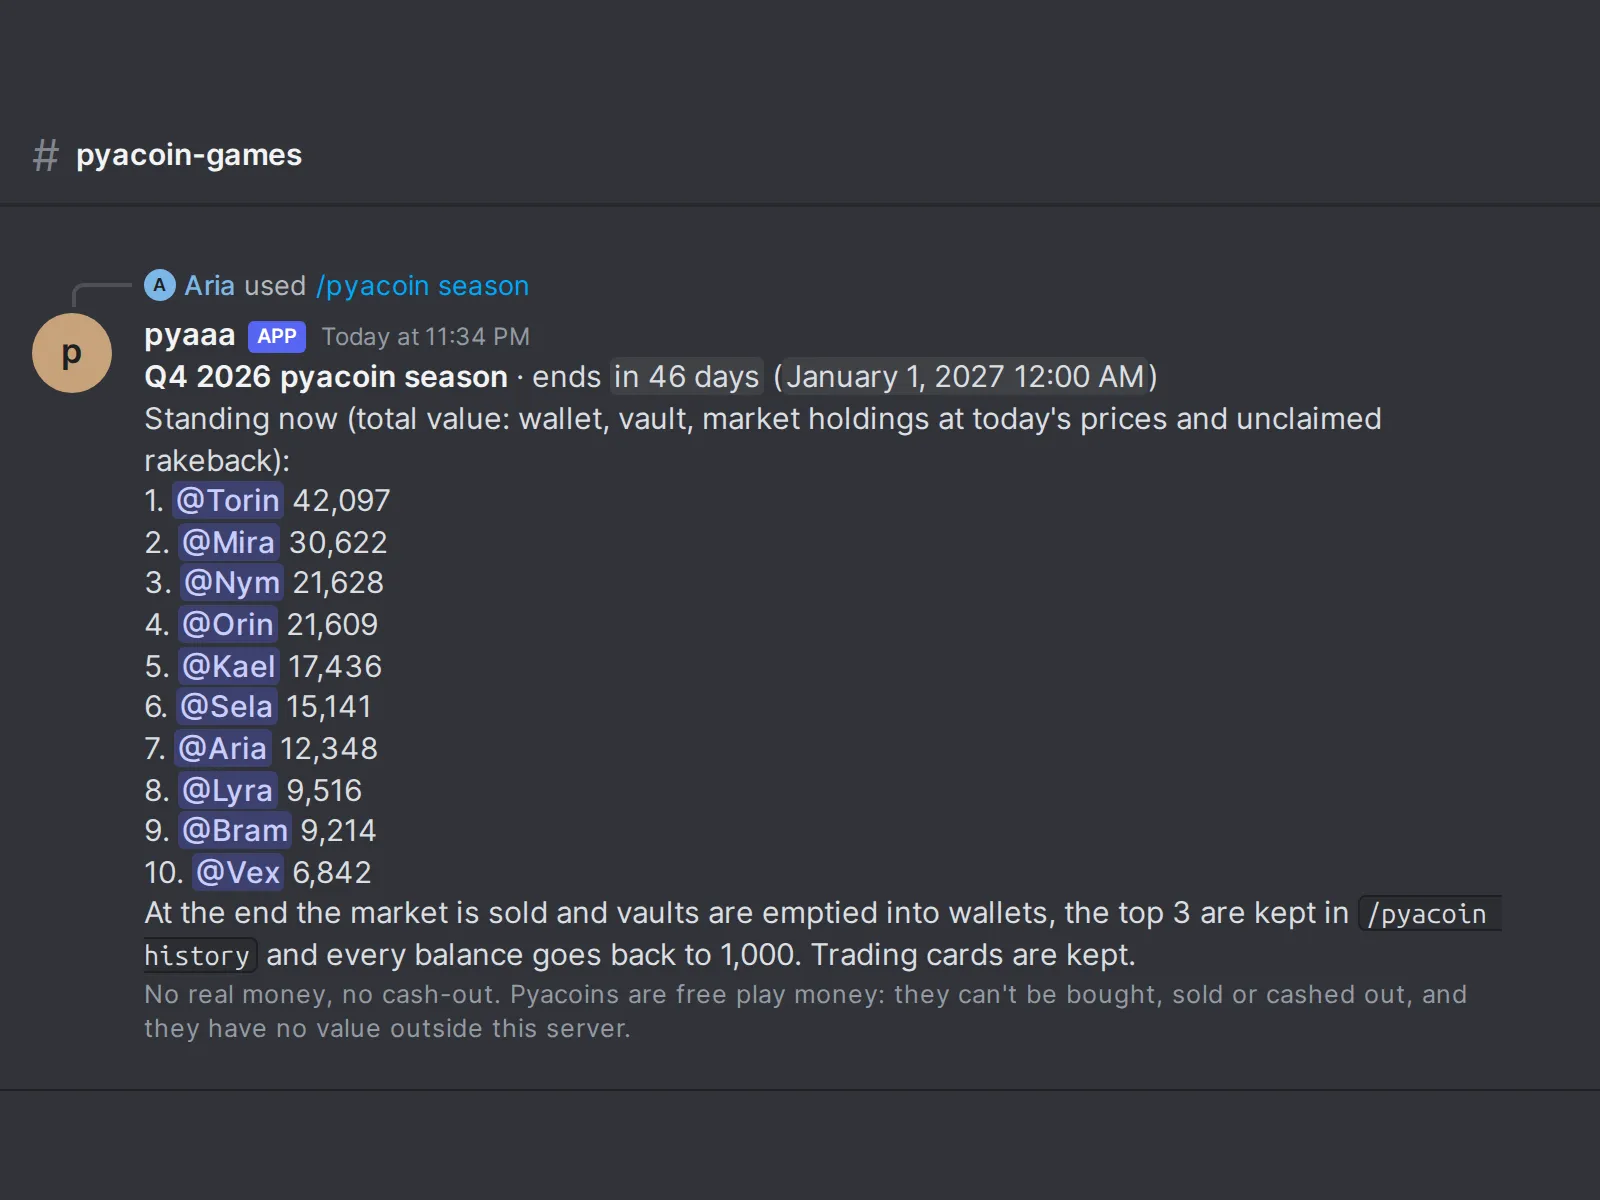 # pyacoin-games
A Aria used /pyacoin season
p
pyaaa APP Today at 11:34 PM
Q4 2026 pyacoin season · ends in 46 days (January 1, 2027 12:00 AM)
Standing now (total value: wallet, vault, market holdings at today's prices and unclaimed
rakeback):
1. @Torin 42,097
2. @Mira 30,622
3. @Nym 21,628
4. @Orin 21,609
5. @Kael 17,436
6. @Sela 15,141
7. @Aria 12,348
8. @Lyra 9,516
9. @Bram 9,214
10. @Vex 6,842
At the end the market is sold and vaults are emptied into wallets, the top 3 are kept in /pyacoin
history and every balance goes back to 1,000. Trading cards are kept.
No real money, no cash-out. Pyacoins are free play money: they can't be bought, sold or cashed out, and
they have no value outside this server.